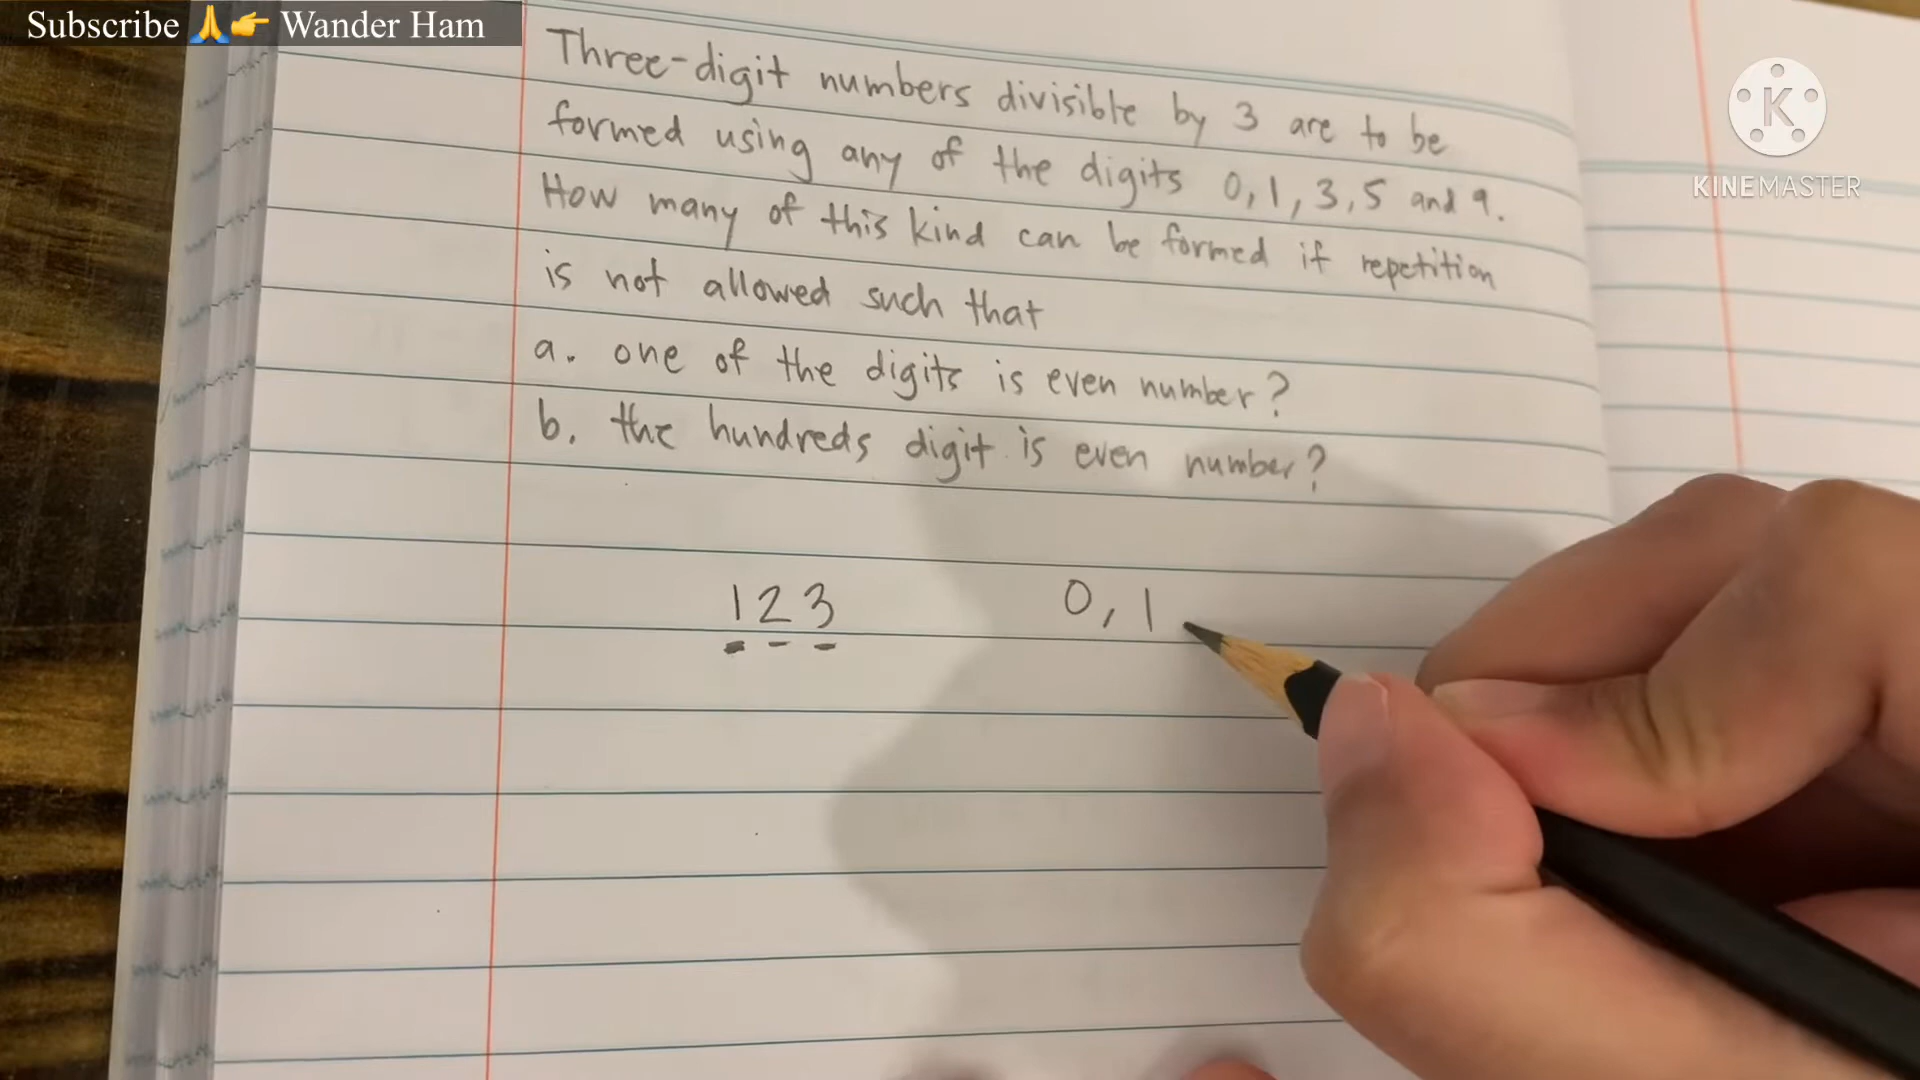 Subscribe 🙏👉 Wander Ham
Three-digit numbers divisible by 3 are to be
formed using any of the digits 0, 1, 3, 5 and 9.
How many of this kind can be formed if repetition
is not allowed such that
a. one of the digits is even number?
b. the hundreds digit is even number?
123 0, 1
K
KINEMASTER